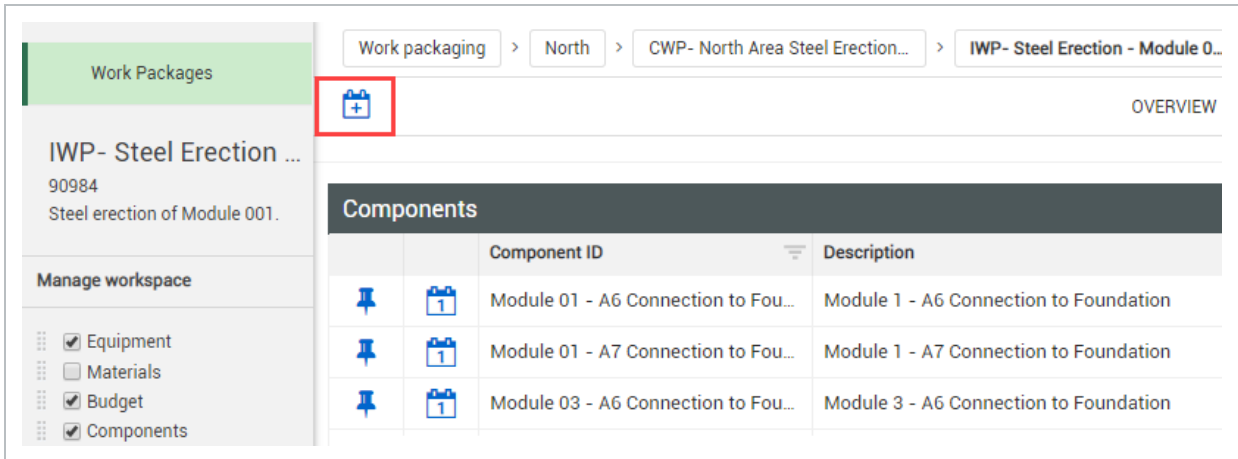 Work packaging > North > CWP- North Area Steel Erection... > IWP- Steel Erection - Module 0...
Work Packages
OVERVIEW
IWP- Steel Erection ...
90984
Steel erection of Module 001.
Manage workspace
Equipment
Materials
Budget
Components
Components
Component ID Description
1 Module 01 - A6 Connection to Fou... Module 1 - A6 Connection to Foundation
1 Module 01 - A7 Connection to Fou... Module 1 - A7 Connection to Foundation
1 Module 03 - A6 Connection to Fou... Module 3 - A6 Connection to Foundation